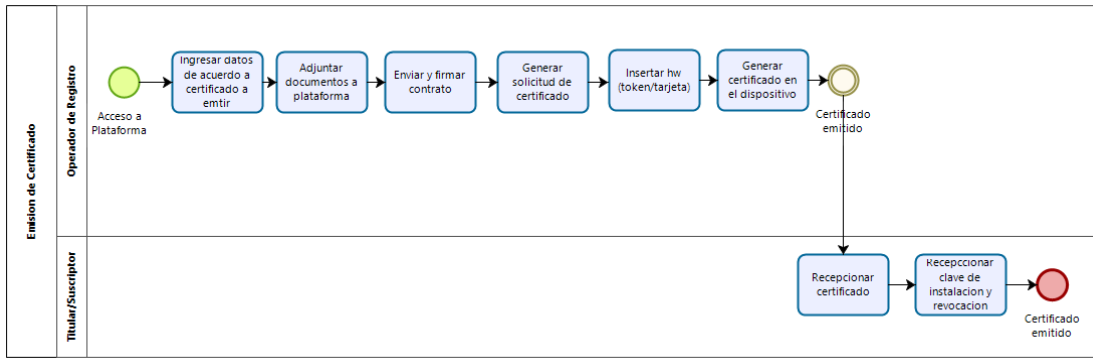 Emision de Certificado
Operador de Registro
Acceso a
Plataforma
Ingresar datos
de acuerdo a
certificado a
emtir
Adjuntar
documentos a
plataforma
Enviar y firmar
contrato
Generar
solicitud de
certificado
Insertar hw
(token/tarjeta)
Generar
certificado en
el dispositivo
Certificado
emitido
Titular/Suscriptor
Recepcionar
certificado
Recepccionar
clave de
instalacion y
revocacion
Certificado
emitido